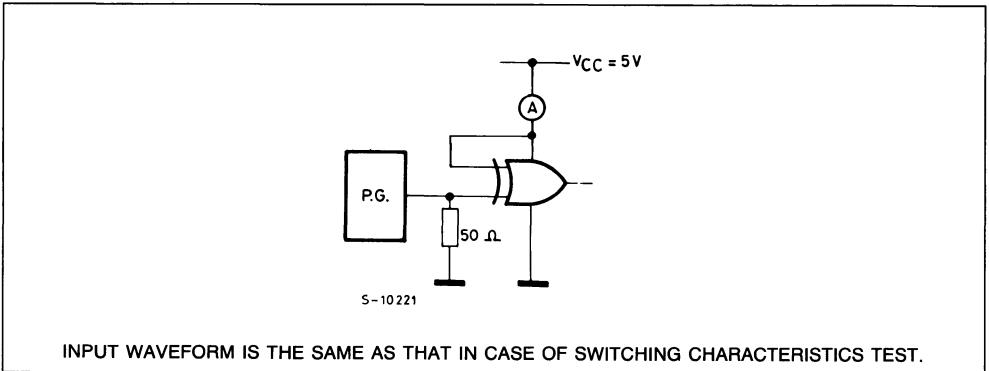 VCC = 5V
A
P.G.
50 Ω
S-10221
INPUT WAVEFORM IS THE SAME AS THAT IN CASE OF SWITCHING CHARACTERISTICS TEST.